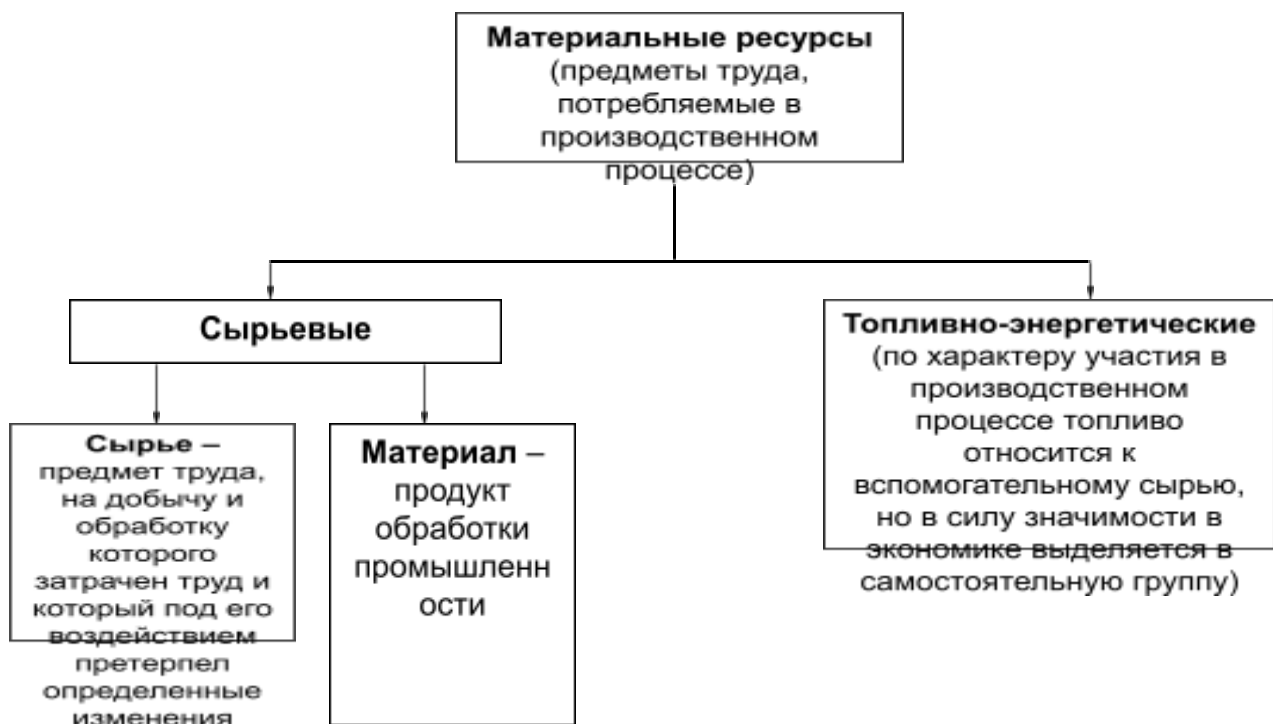 Материальные ресурсы
(предметы труда,
потребляемые в
производственном
процессе)
Сырьевые
Топливно-энергетические
(по характеру участия в
производственном
процессе топливо
относится к
вспомогательному сырью,
но в силу значимости в
экономике выделяется в
самостоятельную группу)
Сырье –
предмет труда,
на добычу и
обработку
которого
затрачен труд и
который под его
воздействием
претерпел
определенные
изменения
Материал –
продукт
обработки
промышленн
ости